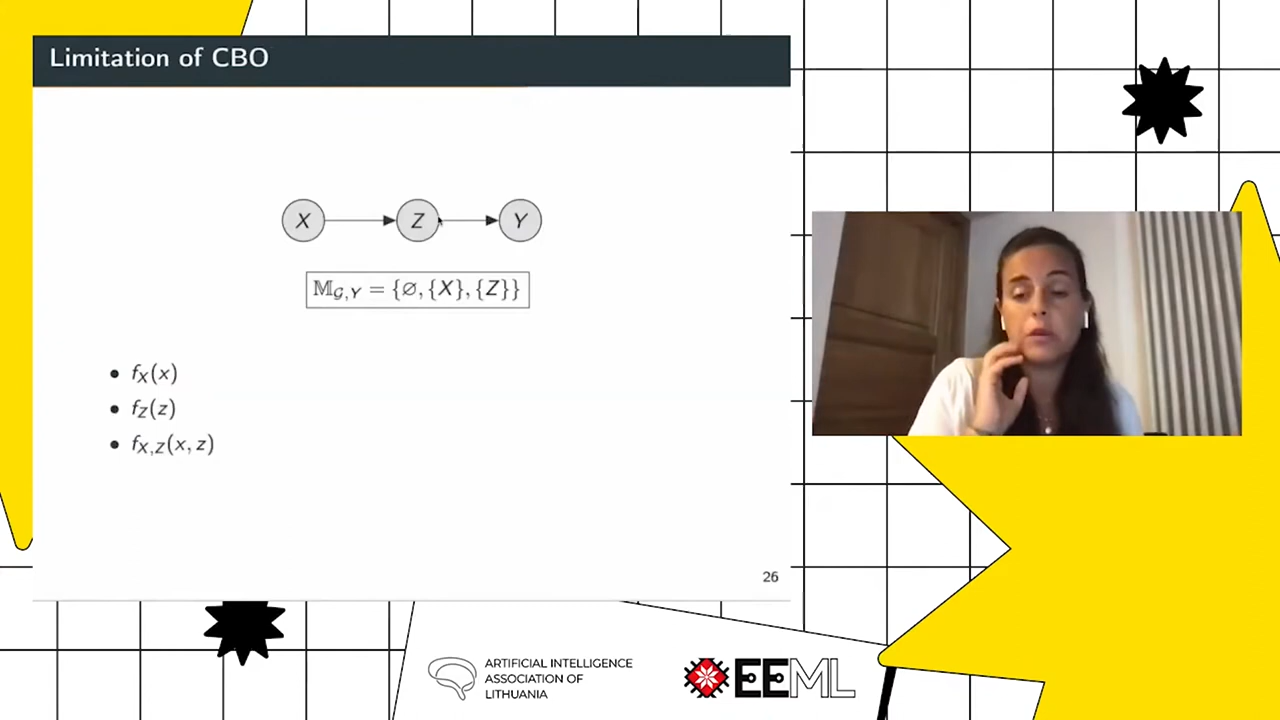 Limitation of CBO
X Z Y
𝕄_{𝒢,Y} = {∅, {X}, {Z}}
• f_X(x)
• f_Z(z)
• f_{X,Z}(x, z)
26
ARTIFICIAL INTELLIGENCE
ASSOCIATION OF
LITHUANIA
EEML